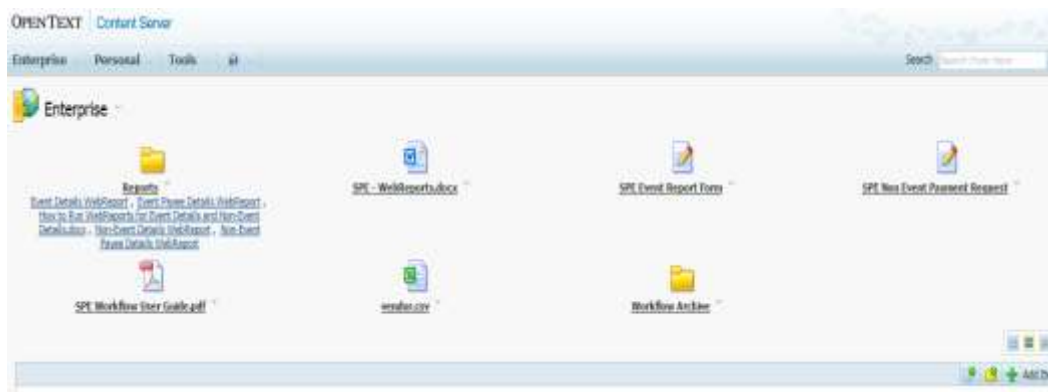 OPENTEXT Content Server
Enterprise Personal Tools
Search
Enterprise
Reports
Event Details WebReport , Event Payee Details WebReport ,
How to Run WebReports for Event Details and Non-Event
Details.docx , Non-Event Details WebReport , Non-Event
Payee Details WebReport
SPE - WebReports.docx
SPE Event Report Form
SPE Non Event Payment Request
SPE Workflow User Guide.pdf
vendor.csv
Workflow Archive
Add